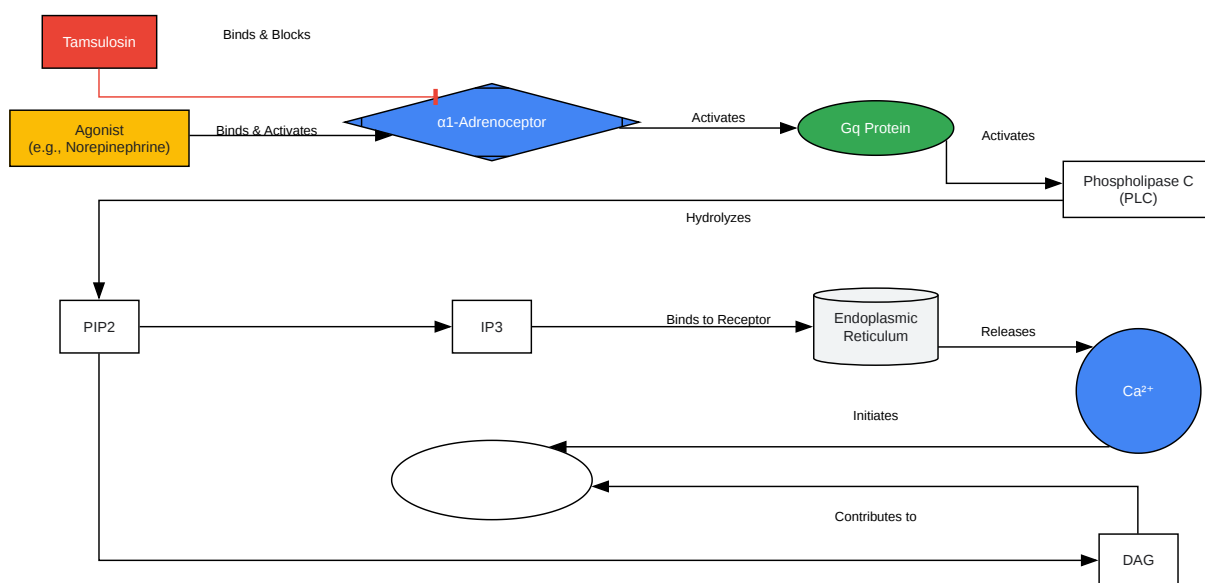 Tamsulosin
Binds & Blocks
Agonist
(e.g., Norepinephrine)
Binds & Activates
α1-Adrenoceptor
Activates
Gq Protein
Activates
Phospholipase C
(PLC)
Hydrolyzes
PIP2
IP3
Binds to Receptor
Endoplasmic
Reticulum
Releases
Ca²⁺
Initiates
Contributes to
DAG